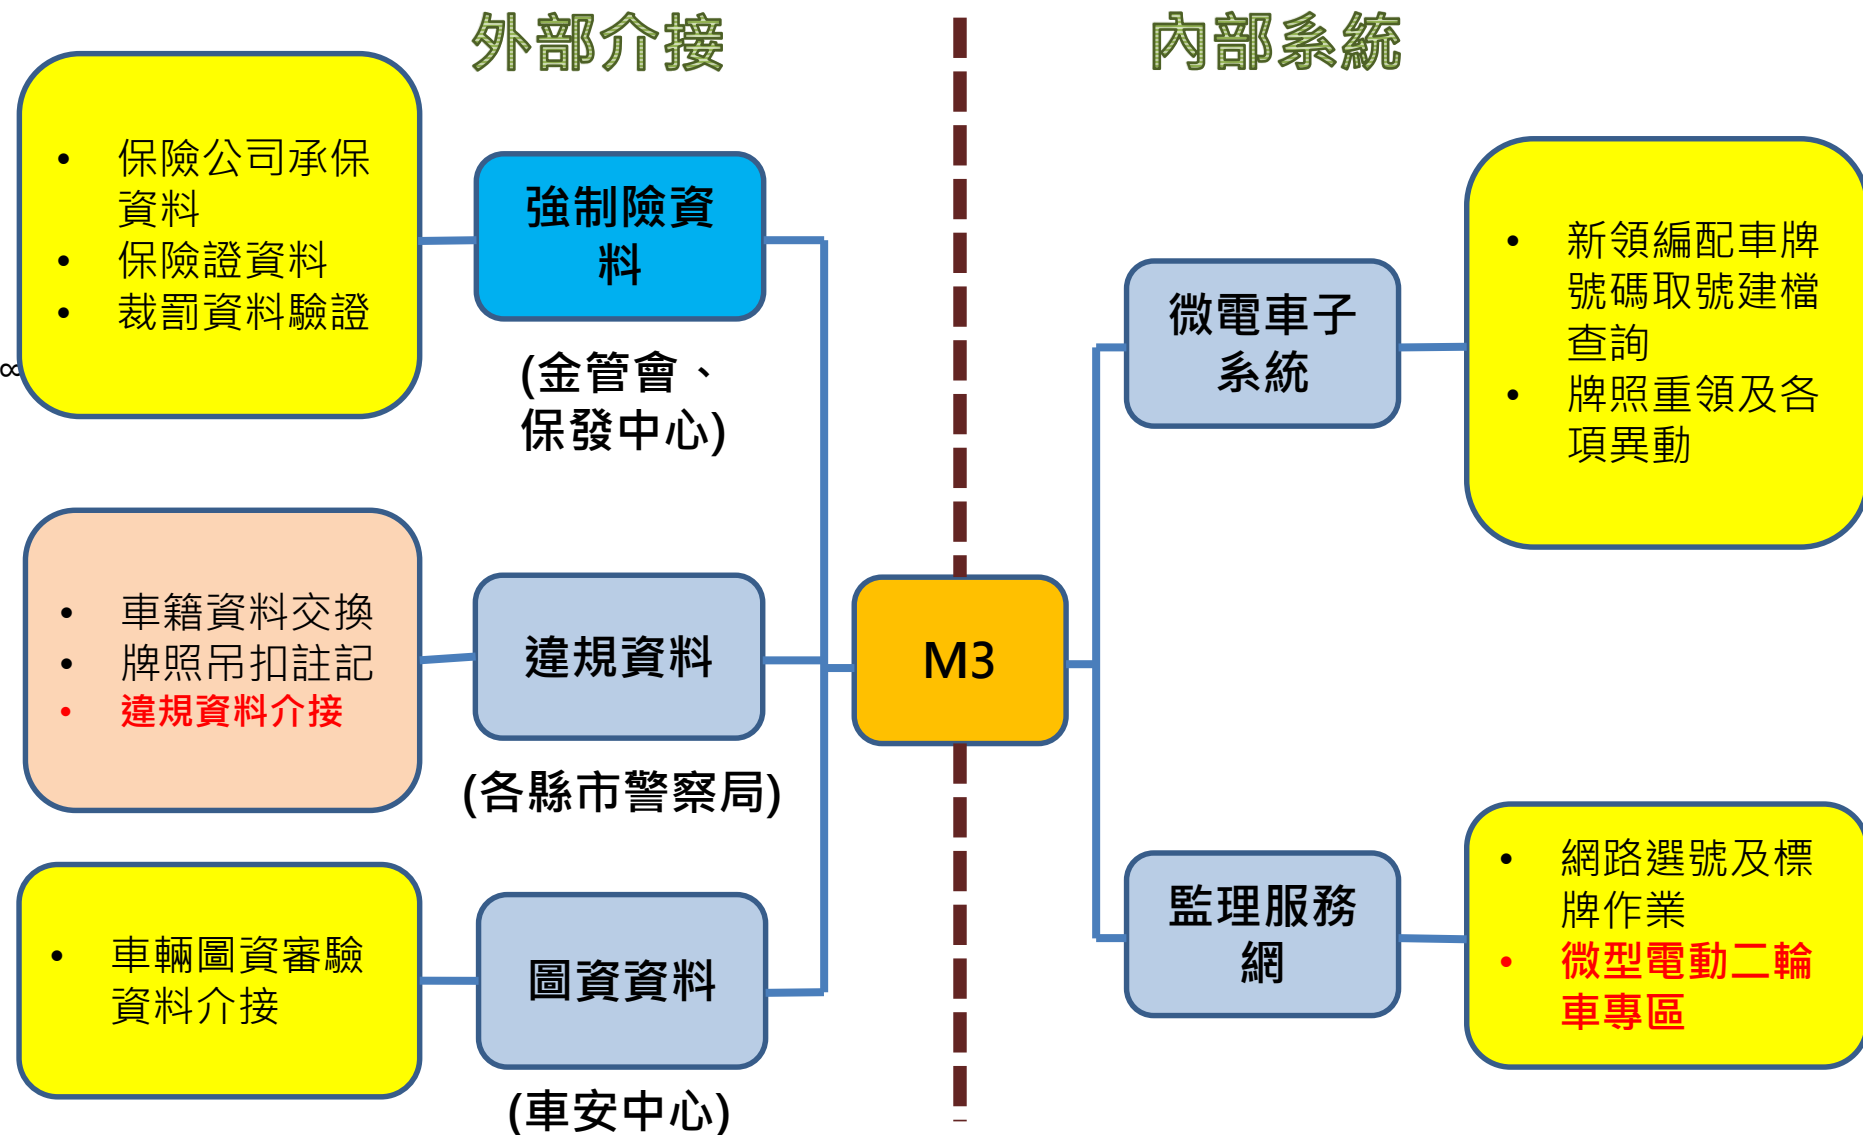 外部介接
內部系統
• 保險公司承保
資料
• 保險證資料
• 裁罰資料驗證
∞
強制險資
料
(金管會、
保發中心)
• 車籍資料交換
• 牌照吊扣註記
• 違規資料介接
違規資料
(各縣市警察局)
• 車輛圖資審驗
資料介接
圖資資料
(車安中心)
M3
微電車子
系統
• 新領編配車牌
號碼取號建檔
查詢
• 牌照重領及各
項異動
監理服務
網
• 網路選號及標
牌作業
• 微型電動二輪
車專區